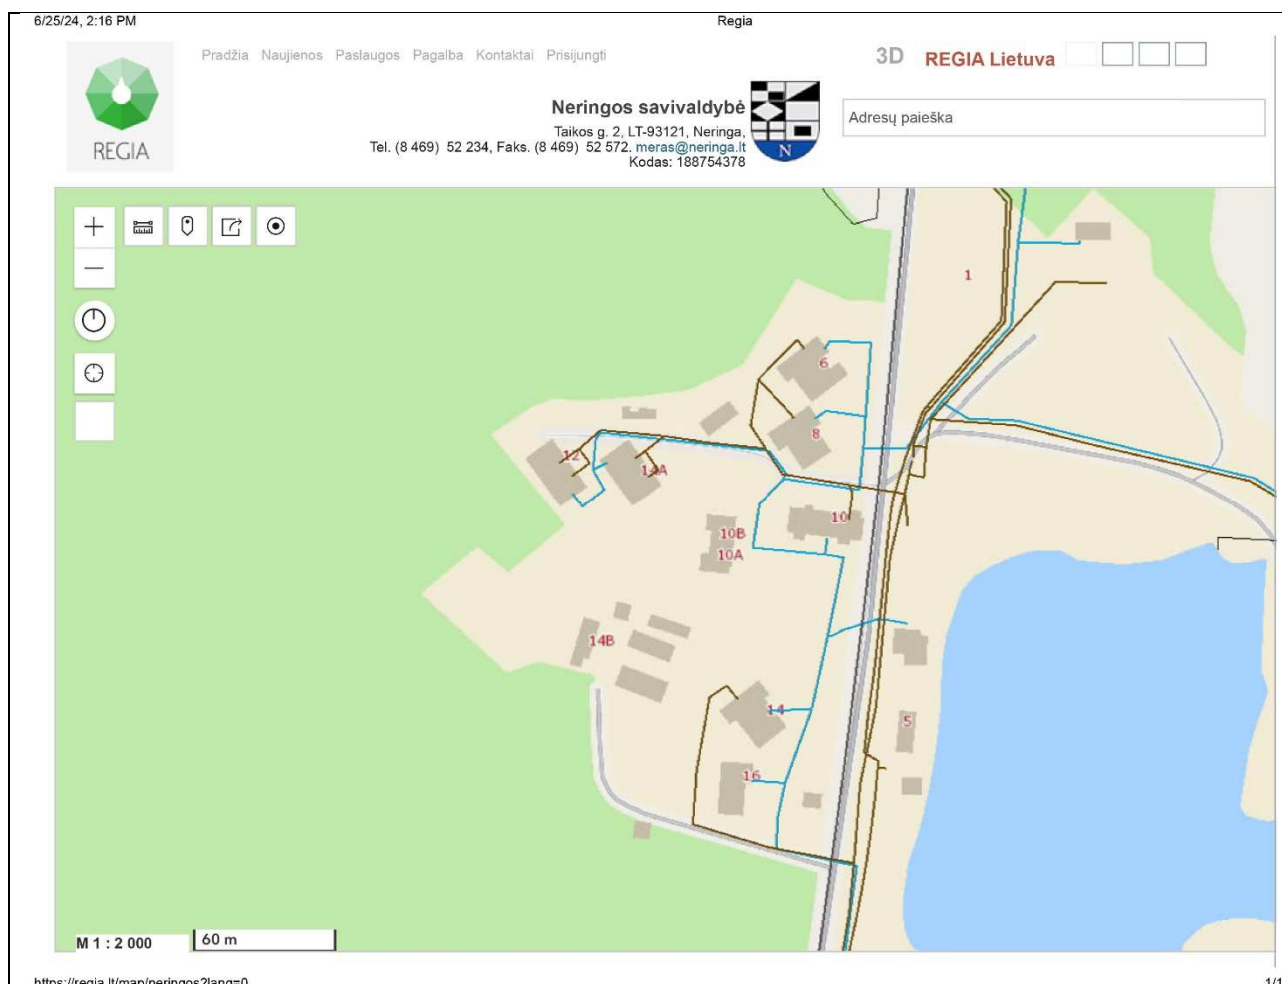 6/25/24, 2:16 PM
Regia
Pradžia Naujienos Paslaugos Pagalba Kontaktai Prisijungti
3D REGIA Lietuva
REGIA
Neringos savivaldybė
Taikos g. 2, LT-93121, Neringa,
Tel. (8 469) 52 234, Faks. (8 469) 52 572. meras@neringa.lt
Kodas: 188754378
N
Adresų paieška
1
6
8
12
14A
10
10B
10A
14B
14
5
16
M 1 : 2 000
60 m
https://regia.lt/map/neringos?lang=0
1/1